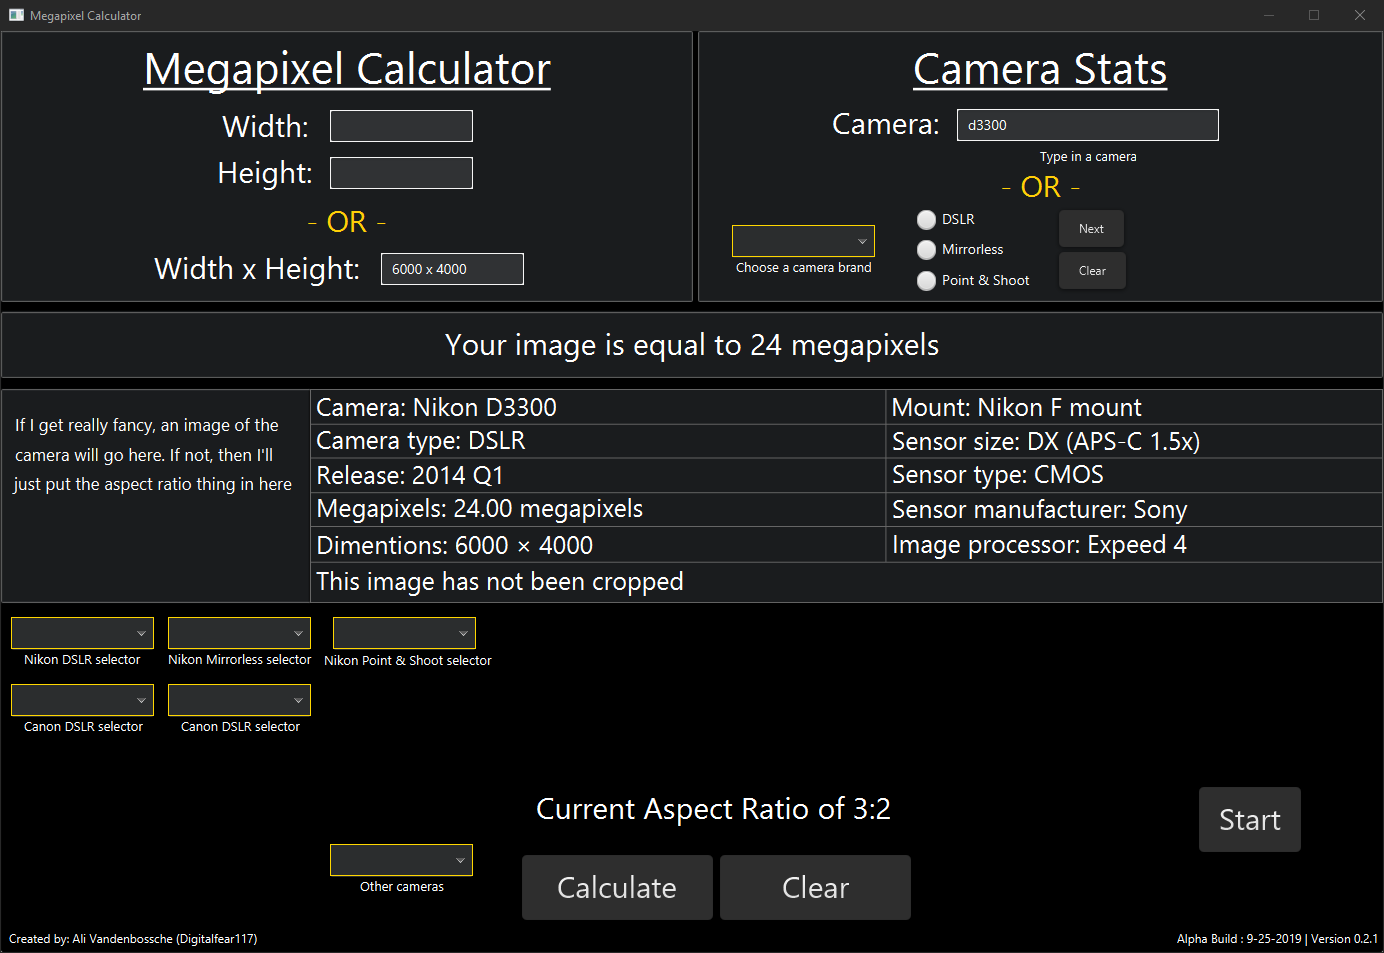 Megapixel Calculator
Megapixel Calculator
Width:
Height:
- OR -
Width x Height: 6000 x 4000
Camera Stats
Camera: d3300
Type in a camera
- OR -
Choose a camera brand
DSLR
Mirrorless
Point & Shoot
Next
Clear
Your image is equal to 24 megapixels
If I get really fancy, an image of the
camera will go here. If not, then I'll
just put the aspect ratio thing in here
Camera: Nikon D3300
Camera type: DSLR
Release: 2014 Q1
Megapixels: 24.00 megapixels
Dimentions: 6000 × 4000
This image has not been cropped
Mount: Nikon F mount
Sensor size: DX (APS-C 1.5x)
Sensor type: CMOS
Sensor manufacturer: Sony
Image processor: Expeed 4
Nikon DSLR selector
Nikon Mirrorless selector
Nikon Point & Shoot selector
Canon DSLR selector
Canon DSLR selector
Current Aspect Ratio of 3:2
Start
Other cameras
Calculate
Clear
Created by: Ali Vandenbossche (Digitalfear117)
Alpha Build : 9-25-2019 | Version 0.2.1